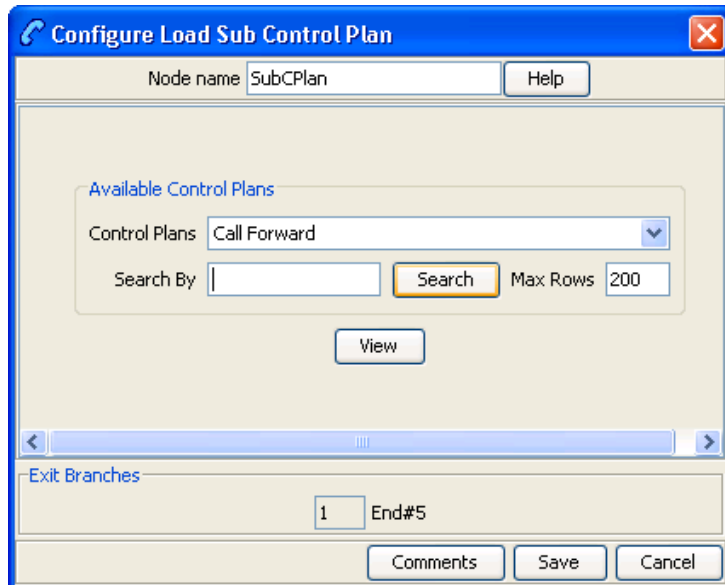 Configure Load Sub Control Plan
Node name SubCPlan Help
Available Control Plans
Control Plans Call Forward
Search By Search Max Rows 200
View
Exit Branches
1 End#5
Comments Save Cancel